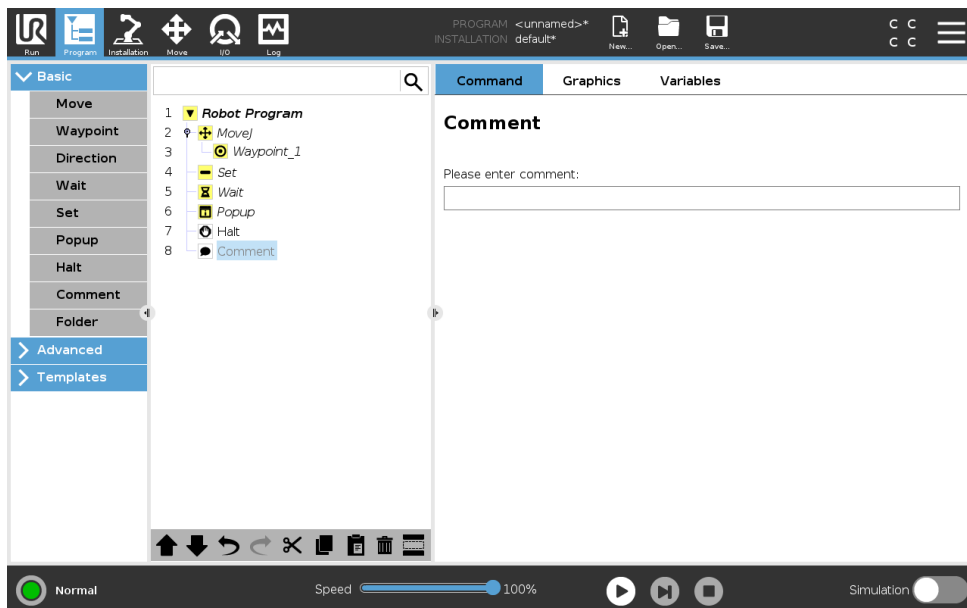 PROGRAM <unnamed>*
INSTALLATION default*
Run
Program
Installation
Move
I/O
Log
New...
Open...
Save...
C C
C C
Basic
Move
Waypoint
Direction
Wait
Set
Popup
Halt
Comment
Folder
Advanced
Templates
1 Robot Program
2 MoveJ
3 Waypoint_1
4 Set
5 Wait
6 Popup
7 Halt
8 Comment
Command
Graphics
Variables
Comment
Please enter comment:
Normal
Speed
100%
Simulation